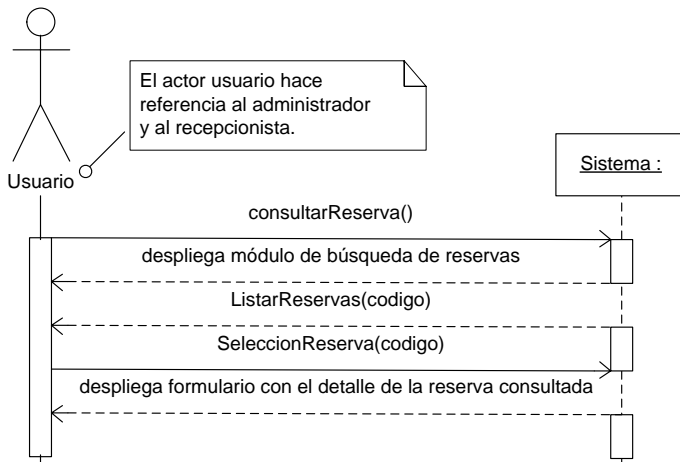 El actor usuario hace
referencia al administrador
y al recepcionista.
Usuario
Sistema :
consultarReserva()
despliega módulo de búsqueda de reservas
ListarReservas(codigo)
SeleccionReserva(codigo)
despliega formulario con el detalle de la reserva consultada